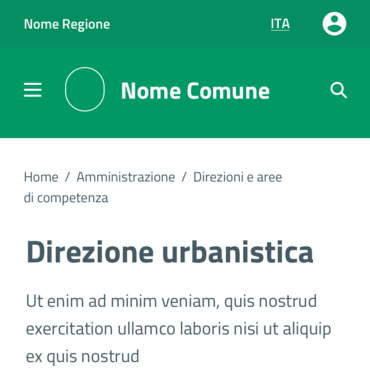 Nome Regione
ITA
Nome Comune
Home / Amministrazione / Direzioni e aree
di competenza
Direzione urbanistica
Ut enim ad minim veniam, quis nostrud
exercitation ullamco laboris nisi ut aliquip
ex quis nostrud